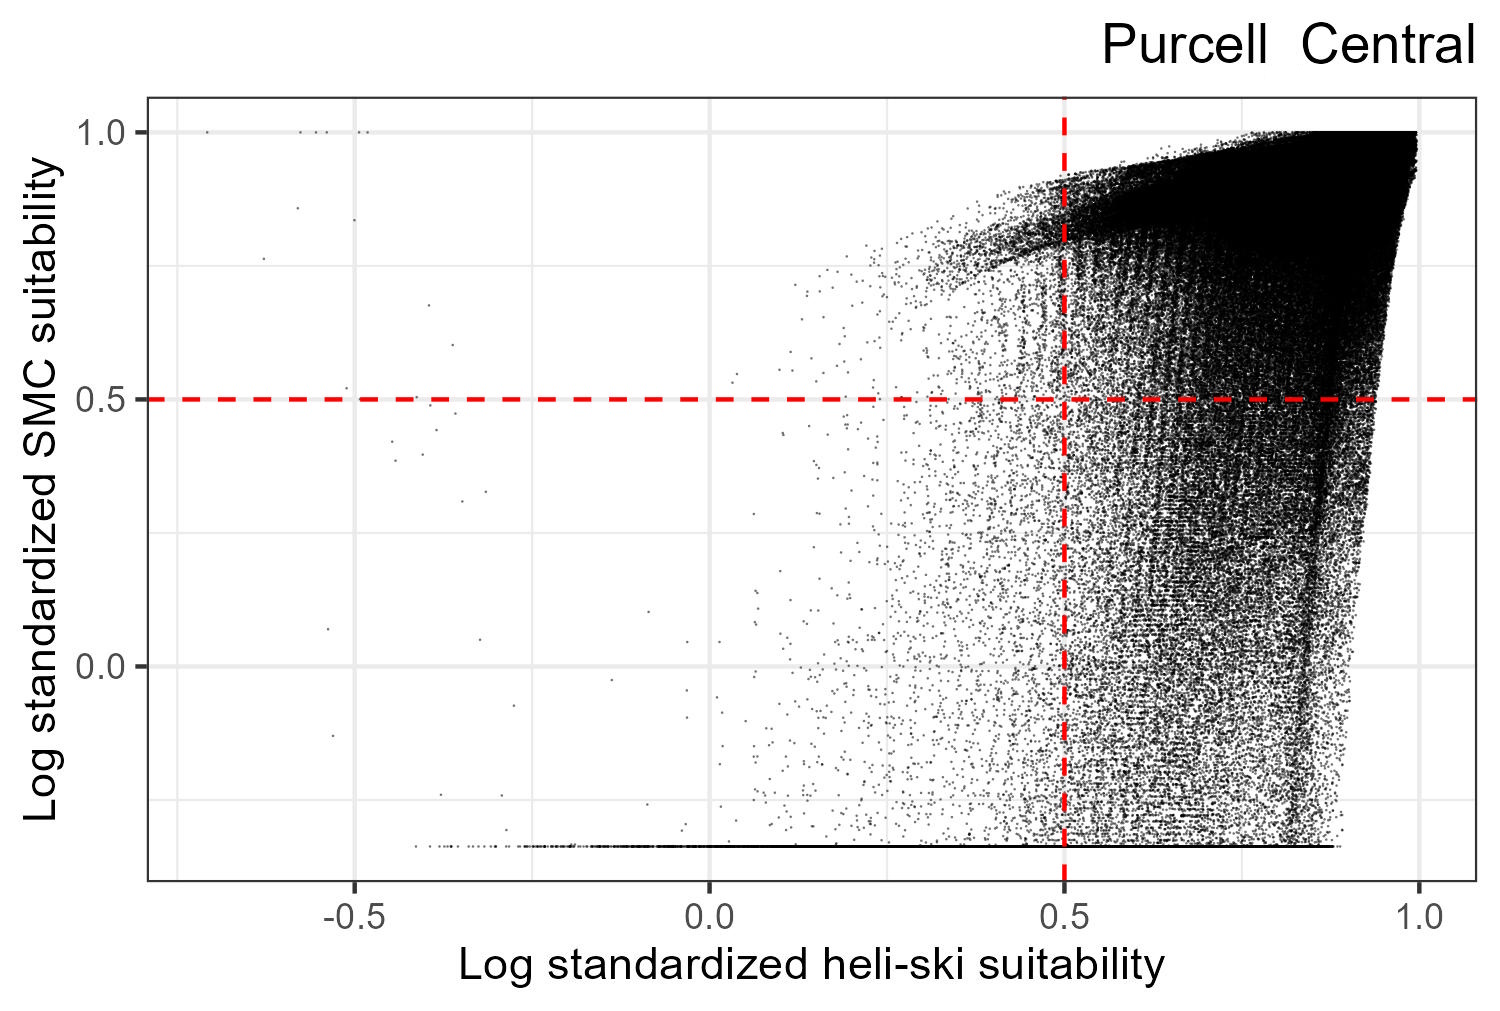 Purcell Central
Log standardized SMC suitability
1.0
0.5
0.0
-0.5 0.0 0.5 1.0
Log standardized heli-ski suitability